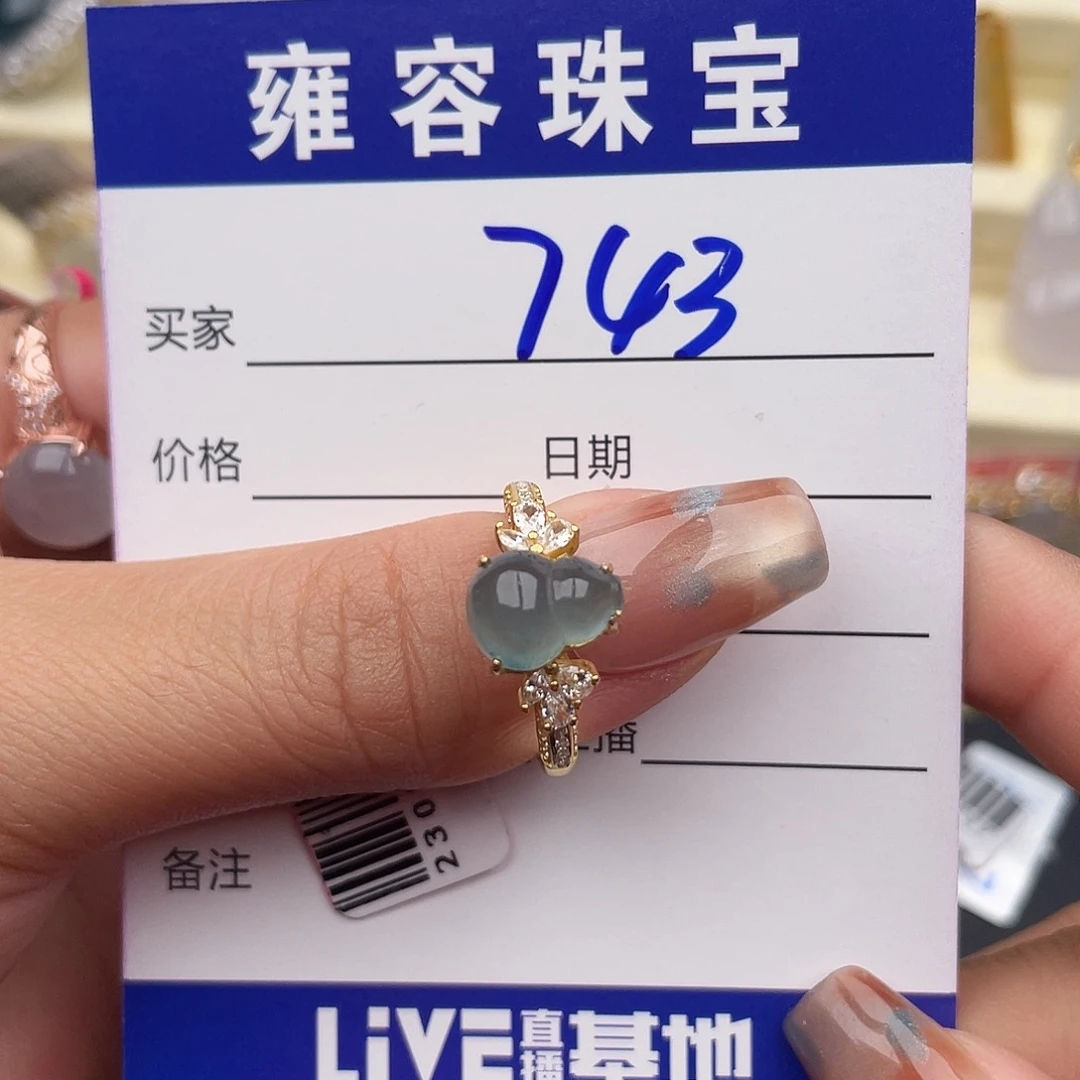 雍容珠宝
买家 743
价格 日期
播
备注
230
LiVE直播基地